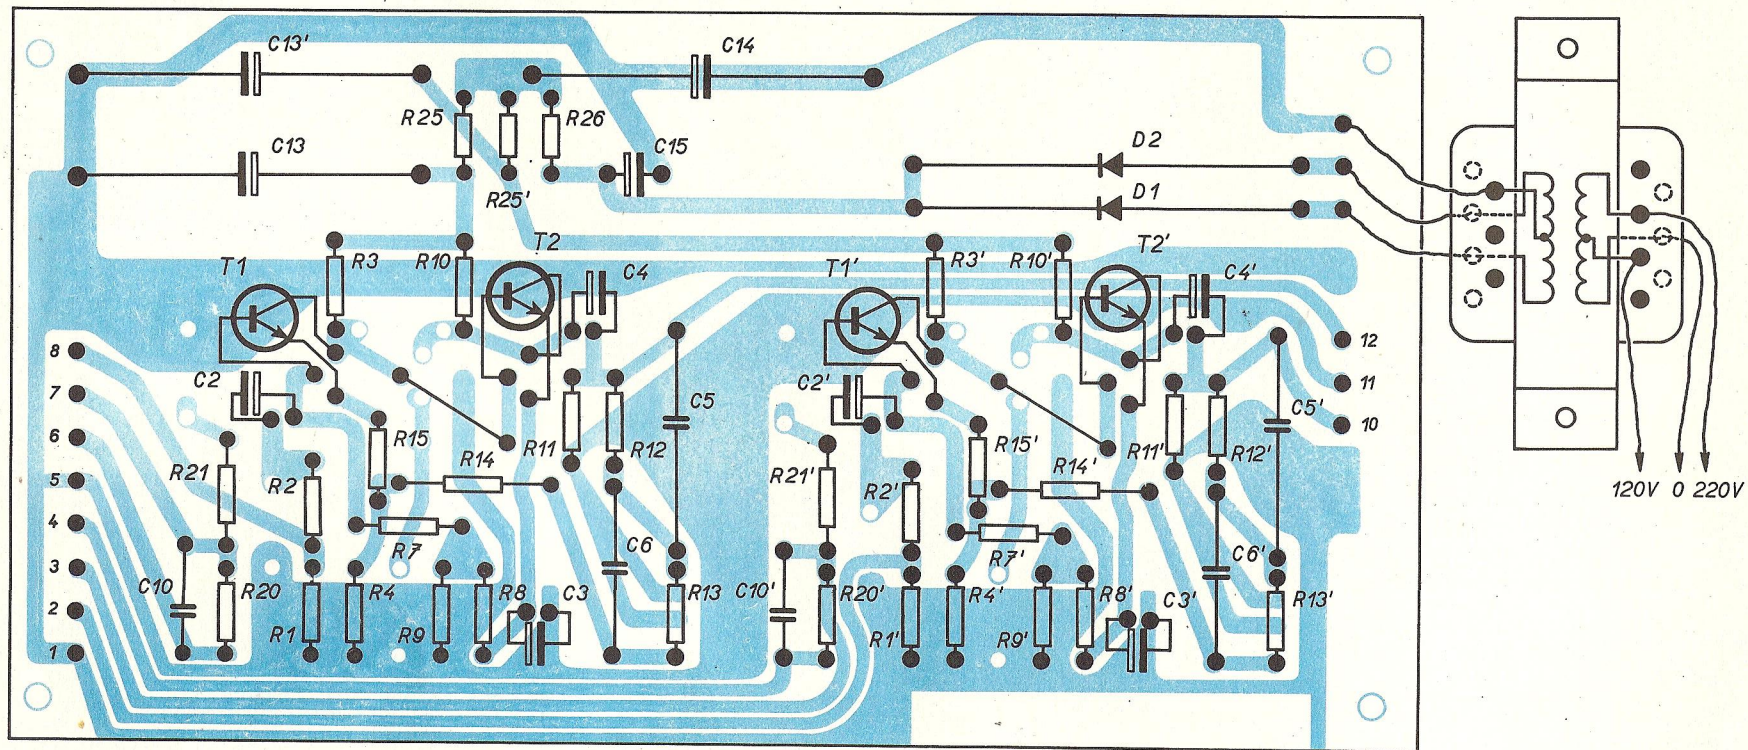 C13' C14
R25 R26
C13 C15 D2
R25' D1
T1 R3 R10 T2 C4 T1' R3' R10' T2' C4'
8 12
7 C2 C2' 11
6 C5 C5' 10
5 R21 R2 R15 R14 R11 R12 R21' R2' R15' R14' R11' R12'
120V 0 220V
4
R7 R7'
3 C6 C6'
2 C10 R20 R4 R8 C3 R13 C10' R20' R4' R8' C3' R13'
1 R1 R9 R1' R9'